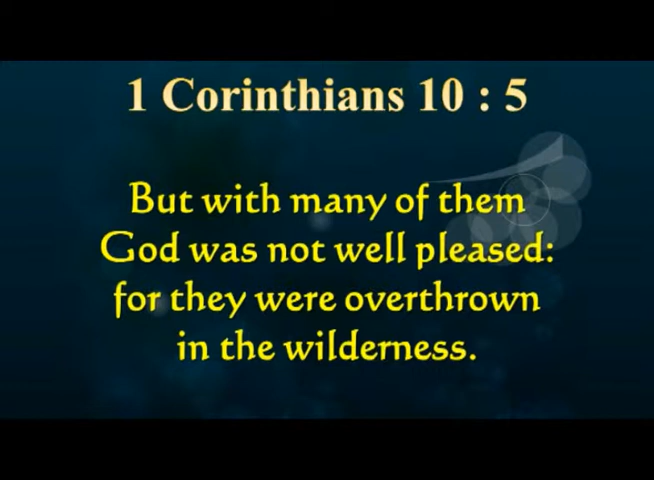 1 Corinthians 10 : 5
But with many of them
God was not well pleased:
for they were overthrown
in the wilderness.